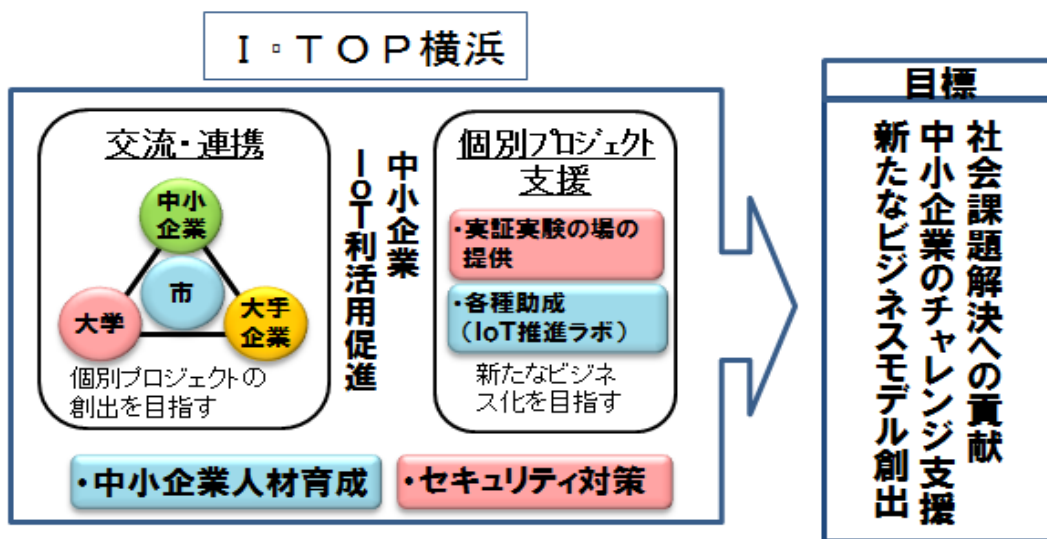 I・TOP横浜
交流・連携
中小
企業
市
大学
大手
企業
個別プロジェクトの
創出を目指す
中小企業
IOT利活用促進
個別プロジェクト
支援
・実証実験の場の
提供
・各種助成
(IoT推進ラボ)
新たなビジネ
ス化を目指す
・中小企業人材育成
・セキュリティ対策
目標
社会課題解決への貢献
中小企業のチャレンジ支援
新たなビジネスモデル創出